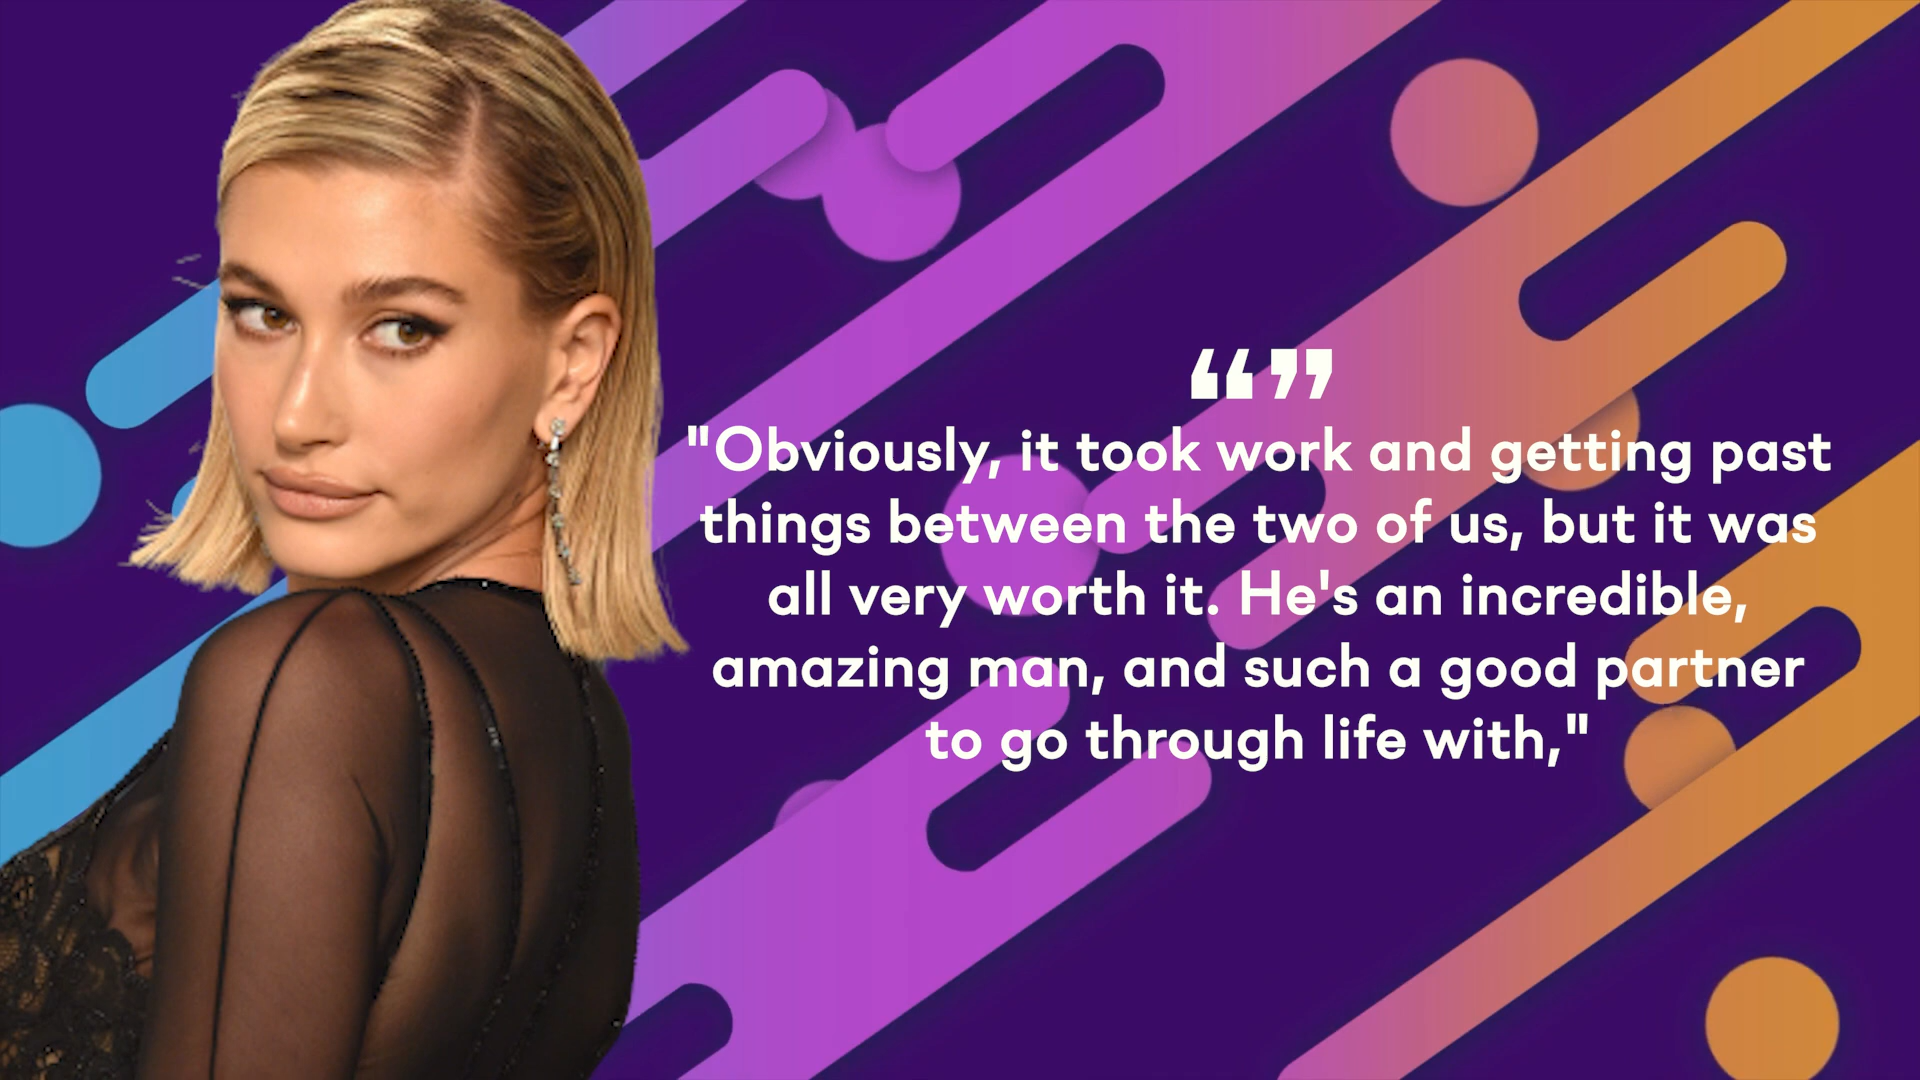 “”
"Obviously, it took work and getting past
things between the two of us, but it was
all very worth it. He's an incredible,
amazing man, and such a good partner
to go through life with,"